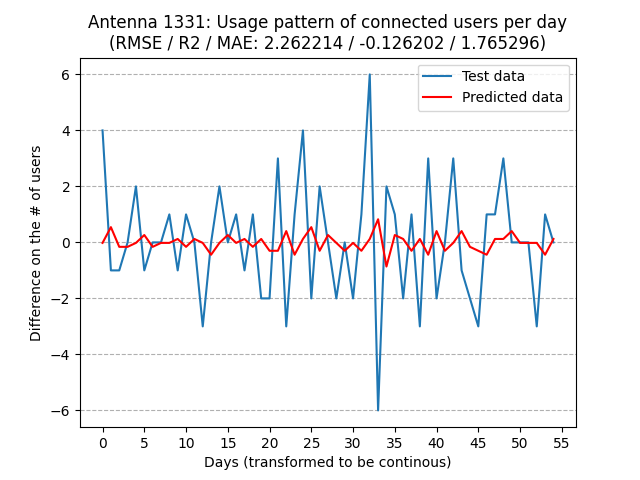 Antenna 1331: Usage pattern of connected users per day
(RMSE / R2 / MAE: 2.262214 / -0.126202 / 1.765296)
Test data
Predicted data
Difference on the # of users
6
4
2
0
−2
−4
−6
0 5 10 15 20 25 30 35 40 45 50 55
Days (transformed to be continous)